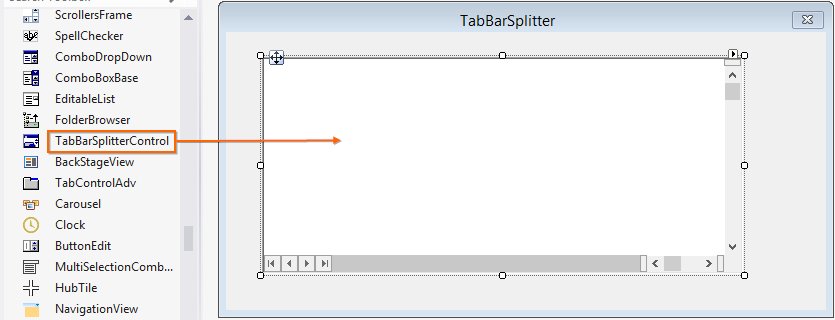 ScrollersFrame
SpellChecker
ComboDropDown
ComboBoxBase
EditableList
FolderBrowser
TabBarSplitterControl
BackStageView
TabControlAdv
Carousel
Clock
ButtonEdit
MultiSelectionComb...
HubTile
NavigationView
TabBarSplitter